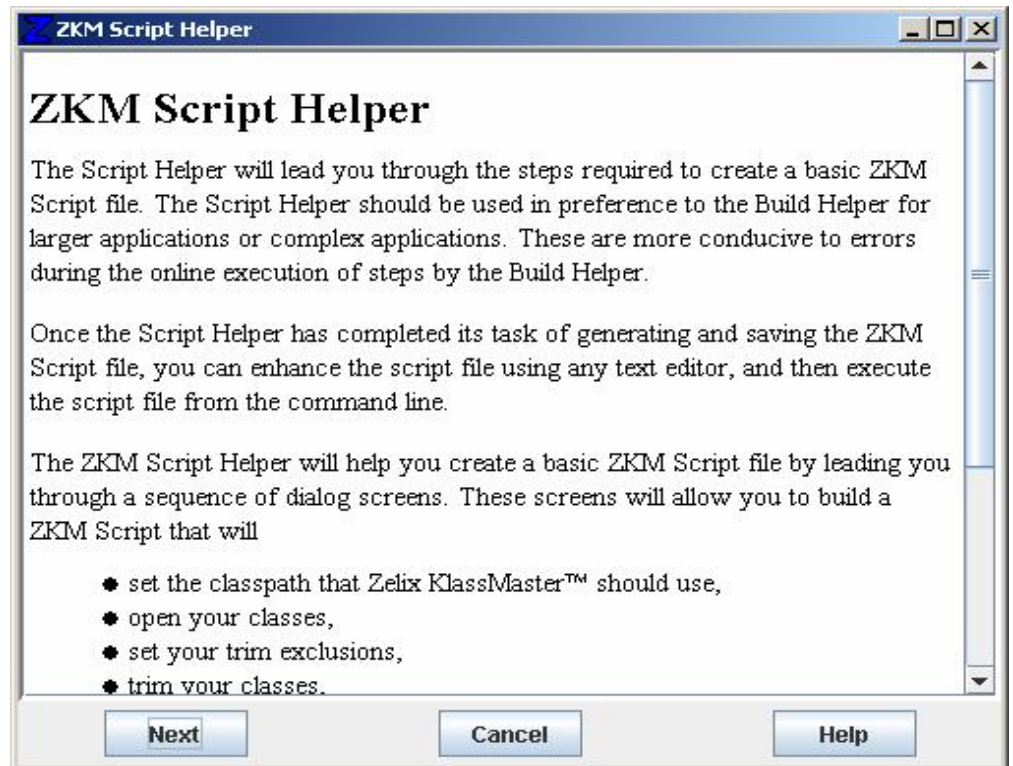 ZKM Script Helper
ZKM Script Helper
The Script Helper will lead you through the steps required to create a basic ZKM
Script file. The Script Helper should be used in preference to the Build Helper for
larger applications or complex applications. These are more conducive to errors
during the online execution of steps by the Build Helper.
Once the Script Helper has completed its task of generating and saving the ZKM
Script file, you can enhance the script file using any text editor, and then execute
the script file from the command line.
The ZKM Script Helper will help you create a basic ZKM Script file by leading you
through a sequence of dialog screens. These screens will allow you to build a
ZKM Script that will
● set the classpath that Zelix KlassMaster™ should use,
● open your classes,
● set your trim exclusions,
● trim your classes,
Next Cancel Help